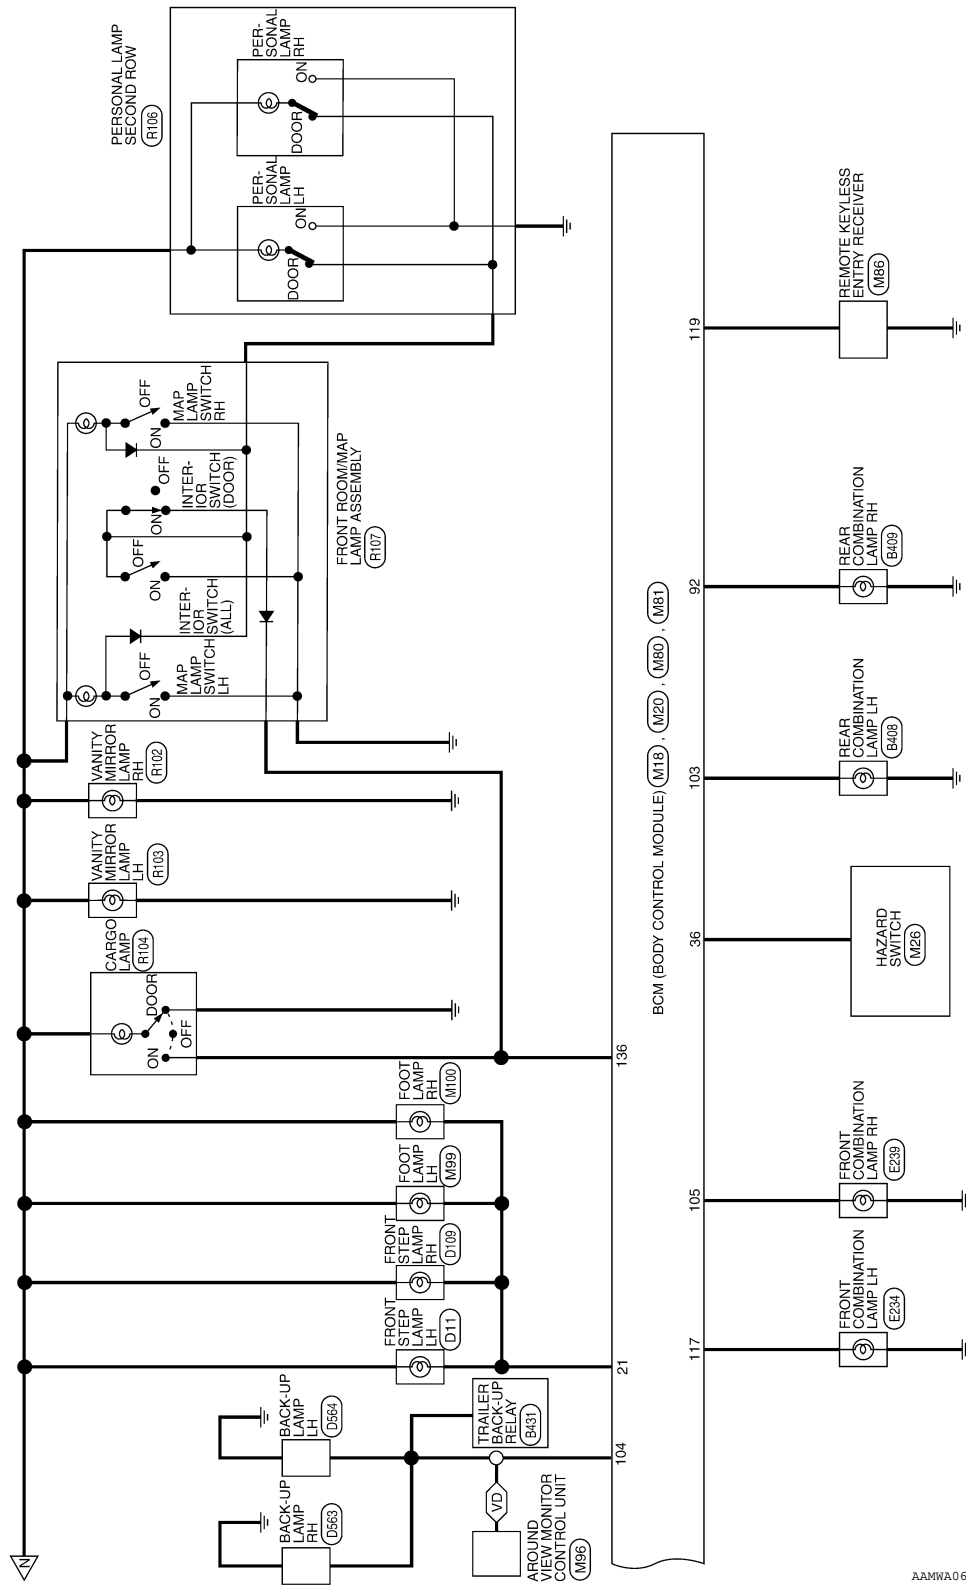 N
BACK-UP
LAMP
RH
D563
BACK-UP
LAMP
LH
D564
FRONT
STEP
LAMP
LH
D11
FRONT
STEP
LAMP
RH
D109
FOOT
LAMP
LH
M99
FOOT
LAMP
RH
M100
CARGO
LAMP
R104
ON
OFF
DOOR
VANITY
MIRROR
LAMP
LH
R103
VANITY
MIRROR
LAMP
RH
R102
ON
OFF
MAP
LAMP
SWITCH
LH
ON
OFF
INTER-
IOR
SWITCH
(ALL)
ON
OFF
INTER-
IOR
SWITCH
(DOOR)
ON
OFF
MAP
LAMP
SWITCH
RH
FRONT ROOM/MAP
LAMP ASSEMBLY
R107
PERSONAL LAMP
SECOND ROW
R106
DOOR
ON
PER-
SONAL
LAMP
LH
DOOR
ON
PER-
SONAL
LAMP
RH
AROUND
VIEW MONITOR
CONTROL UNIT
M96
VD
TRAILER
BACK-UP
RELAY
B431
104
21
136
BCM (BODY CONTROL MODULE) M18 , M20 , M80 , M81
117
105
36
103
92
119
FRONT
COMBINATION
LAMP LH
E234
FRONT
COMBINATION
LAMP RH
E239
HAZARD
SWITCH
M26
REAR
COMBINATION
LAMP LH
B408
REAR
COMBINATION
LAMP RH
B409
REMOTE KEYLESS
ENTRY RECEIVER
M86
AAMWA06